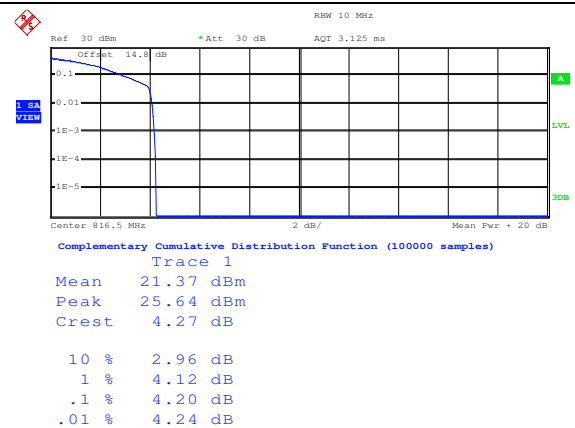 RBW 10 MHz
Ref 30 dBm *Att 30 dB AQT 3.125 ms
Offset 14.8 dB
0.1
A
1 SA
VIEW
0.01
1E-3
LVL
1E-4
1E-5
3DB
Center 816.5 MHz 2 dB/ Mean Pwr + 20 dB
Complementary Cumulative Distribution Function (100000 samples)
Trace 1
Mean 21.37 dBm
Peak 25.64 dBm
Crest 4.27 dB
10 % 2.96 dB
1 % 4.12 dB
.1 % 4.20 dB
.01 % 4.24 dB